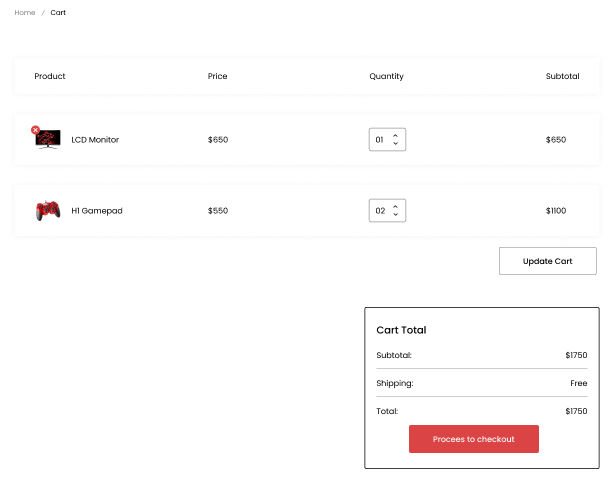 Home / Cart
Product Price Quantity Subtotal
LCD Monitor $650 01 $650
H1 Gamepad $550 02 $1100
Update Cart
Cart Total
Subtotal: $1750
Shipping: Free
Total: $1750
Procees to checkout